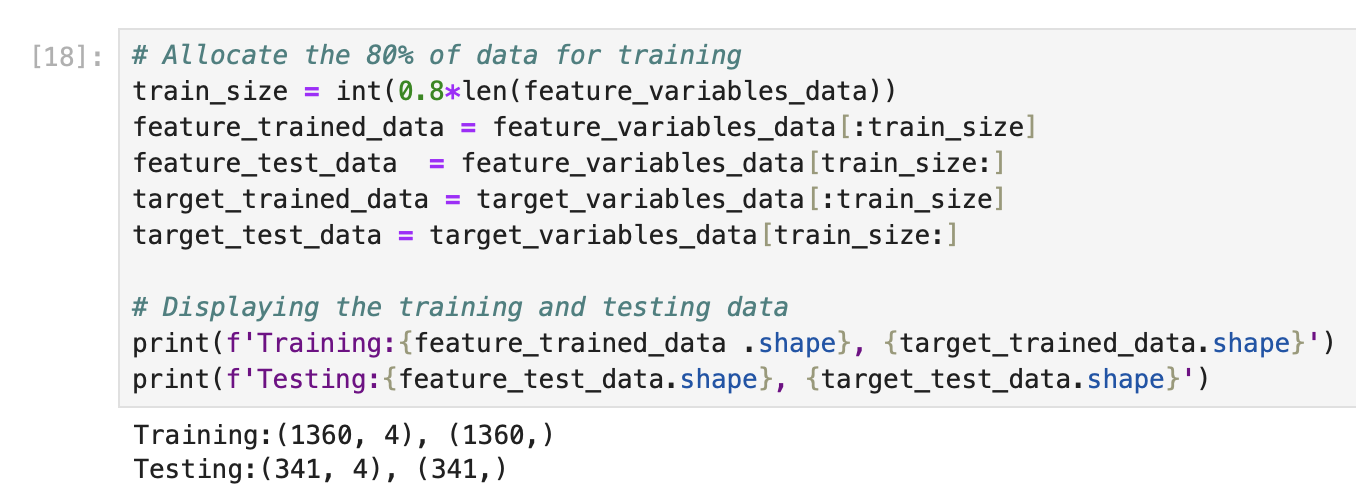 [18]:
# Allocate the 80% of data for training
train_size = int(0.8*len(feature_variables_data))
feature_trained_data = feature_variables_data[:train_size]
feature_test_data  = feature_variables_data[train_size:]
target_trained_data = target_variables_data[:train_size]
target_test_data = target_variables_data[train_size:]
# Displaying the training and testing data
print(f'Training:{feature_trained_data .shape}, {target_trained_data.shape}')
print(f'Testing:{feature_test_data.shape}, {target_test_data.shape}')
Training:(1360, 4), (1360,)
Testing:(341, 4), (341,)